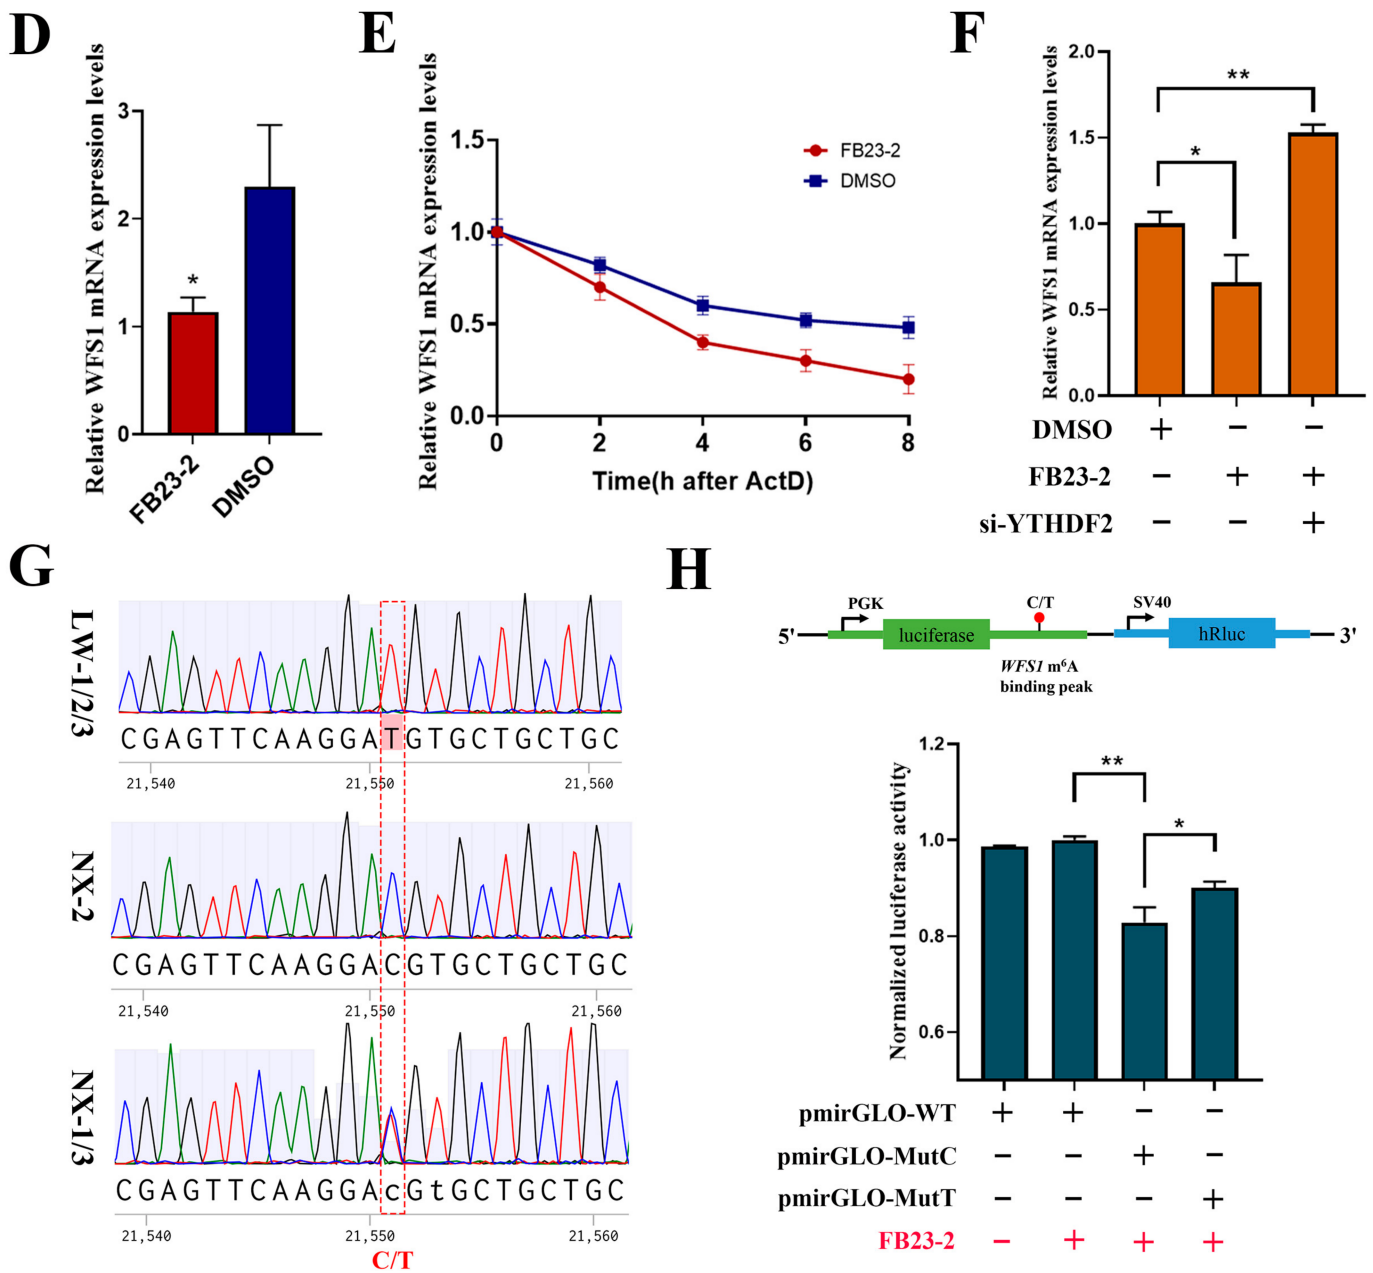 D
Relative WFS1 mRNA expression levels
3
2
1
0
*
FB23-2
DMSO
E
Relative WFS1 mRNA expression levels
1.5
1.0
0.5
0.0
FB23-2
DMSO
0 2 4 6 8
Time(h after ActD)
F
Relative WFS1 mRNA expression levels
2.0
1.5
1.0
0.5
0.0
**
*
DMSO + − −
FB23-2 − + +
si-YTHDF2 − − +
G
LW-1/2/3
CGAGTTCAAGGATGTGCTGCTGC
21,540 21,550 21,560
NX-2
CGAGTTCAAGGACGTGCTGCTGC
21,540 21,550 21,560
NX-1/3
CGAGTTCAAGGAcGtGCTGCTGC
21,540 21,550 21,560
C/T
H
5' PGK luciferase C/T SV40 hRluc 3'
WFS1 m⁶A
binding peak
Normalized luciferase activity
1.2
1.0
0.8
0.6
**
*
pmirGLO-WT + + − −
pmirGLO-MutC − − + −
pmirGLO-MutT − − − +
FB23-2 − + + +